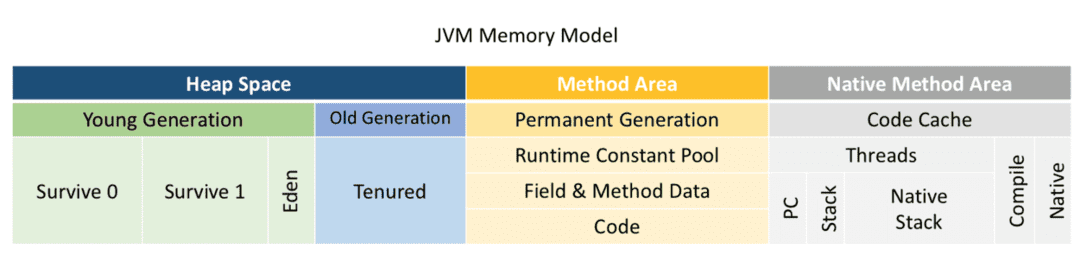 JVM Memory Model
Heap Space
Method Area
Native Method Area
Young Generation
Old Generation
Permanent Generation
Code Cache
Survive 0
Survive 1
Eden
Tenured
Runtime Constant Pool
Field & Method Data
Code
Threads
PC
Stack
Native
Stack
Compile
Native